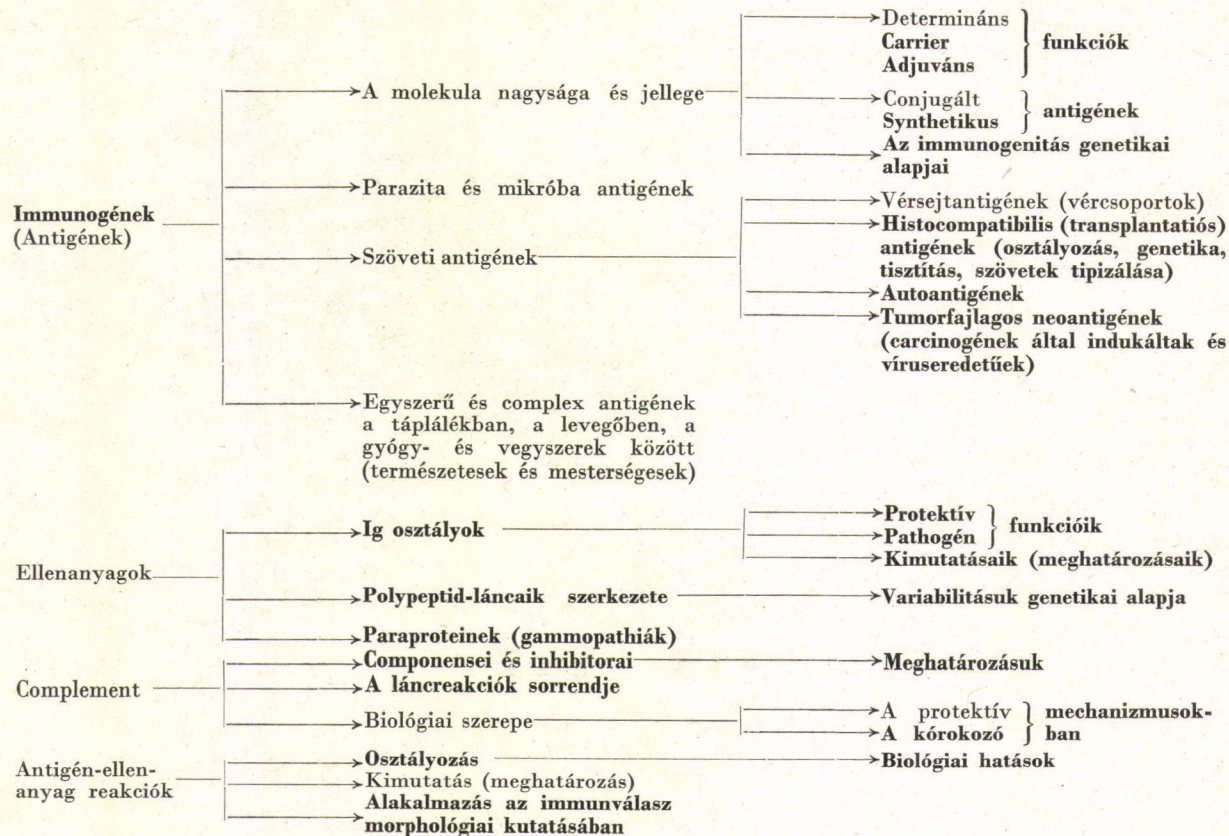 Immunogének
(Antigének)
A molekula nagysága és jellege
Determináns
Carrier
Adjuváns
funkciók
Conjugált
Synthetikus
antigének
Az immunogenitás genetikai
alapjai
Parazita és mikróba antigének
Szöveti antigének
Vérsejtantigének (vércsoportok)
Histocompatibilis (transplantatiós)
antigének (osztályozás, genetika,
tisztítás, szövetek tipizálása)
Autoantigének
Tumorfajlagos neoantigének
(carcinogének által indukáltak és
víruseredetűek)
Egyszerű és complex antigének
a táplálékban, a levegőben, a
gyógy- és vegyszerek között
(természetesek és mesterségesek)
Ellenanyagok
Ig osztályok
Protektív
Pathogén
funkcióik
Kimutatásaik (meghatározásaik)
Polypeptid-láncaik szerkezete
Variabilitásuk genetikai alapja
Paraproteinek (gammopathiák)
Complement
Componensei és inhibitorai
Meghatározásuk
A láncreakciók sorrendje
Biológiai szerepe
A protektív
A kórokozó
mechanizmusok-
ban
Antigén-ellen-
anyag reakciók
Osztályozás
Biológiai hatások
Kimutatás (meghatározás)
Alakalmazás az immunválasz
morphológiai kutatásában